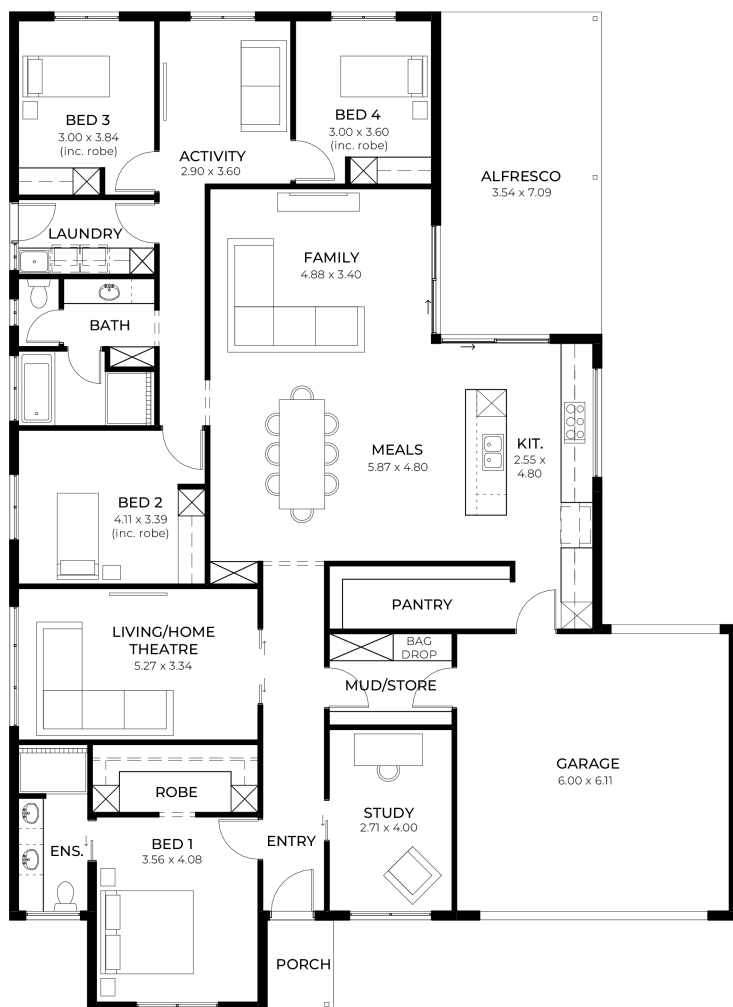 BED 3
3.00 x 3.84
(inc. robe)
ACTIVITY
2.90 x 3.60
BED 4
3.00 x 3.60
(inc. robe)
ALFRESCO
3.54 x 7.09
LAUNDRY
FAMILY
4.88 x 3.40
BATH
MEALS
5.87 x 4.80
KIT.
2.55 x
4.80
BED 2
4.11 x 3.39
(inc. robe)
PANTRY
LIVING/HOME
THEATRE
5.27 x 3.34
BAG
DROP
MUD/STORE
GARAGE
6.00 x 6.11
ROBE
STUDY
2.71 x 4.00
ENS.
BED 1
3.56 x 4.08
ENTRY
PORCH